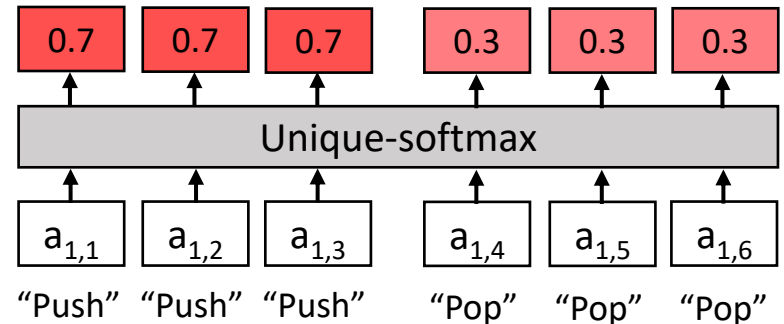 0.7 0.7 0.7 0.3 0.3 0.3
Unique-softmax
a1,1 a1,2 a1,3 a1,4 a1,5 a1,6
“Push” “Push” “Push” “Pop” “Pop” “Pop”